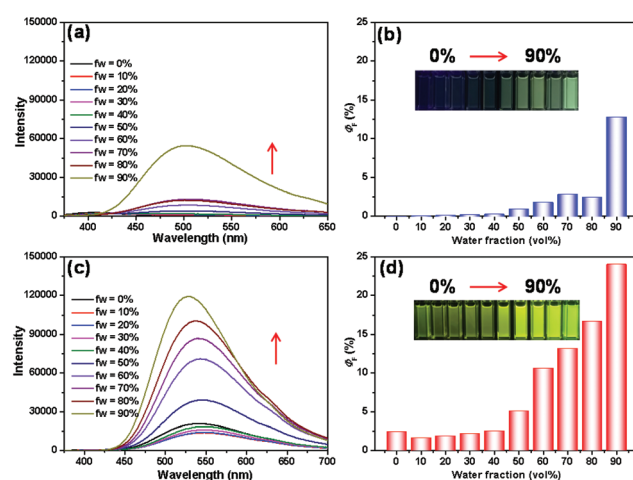 (a)
150000
120000
90000
60000
30000
0
Intensity
fw = 0%
fw = 10%
fw = 20%
fw = 30%
fw = 40%
fw = 50%
fw = 60%
fw = 70%
fw = 80%
fw = 90%
400 450 500 550 600 650
Wavelength (nm)
(b)
25
20
15
10
5
0
ΦF (%)
0% 90%
0 10 20 30 40 50 60 70 80 90
Water fraction (vol%)
(c)
150000
120000
90000
60000
30000
0
Intensity
fw = 0%
fw = 10%
fw = 20%
fw = 30%
fw = 40%
fw = 50%
fw = 60%
fw = 70%
fw = 80%
fw = 90%
400 450 500 550 600 650 700
Wavelength (nm)
(d)
25
20
15
10
5
0
ΦF (%)
0% 90%
0 10 20 30 40 50 60 70 80 90
Water fraction (vol%)